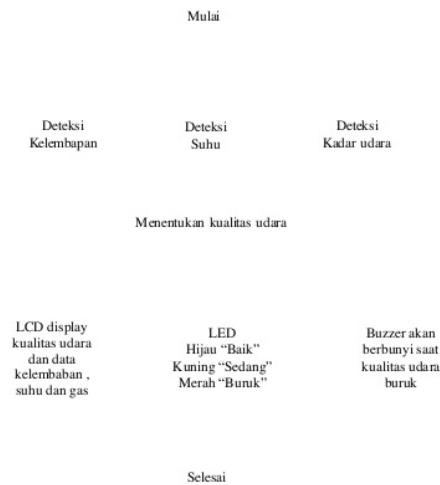 Mulai
Deteksi
Kelembapan
Deteksi
Suhu
Deteksi
Kadar udara
Menentukan kualitas udara
LCD display
kualitas udara
dan data
kelembaban ,
suhu dan gas
LED
Hijau “Baik”
Kuning “Sedang”
Merah “Buruk”
Buzzer akan
berbunyi saat
kualitas udara
buruk
Selesai